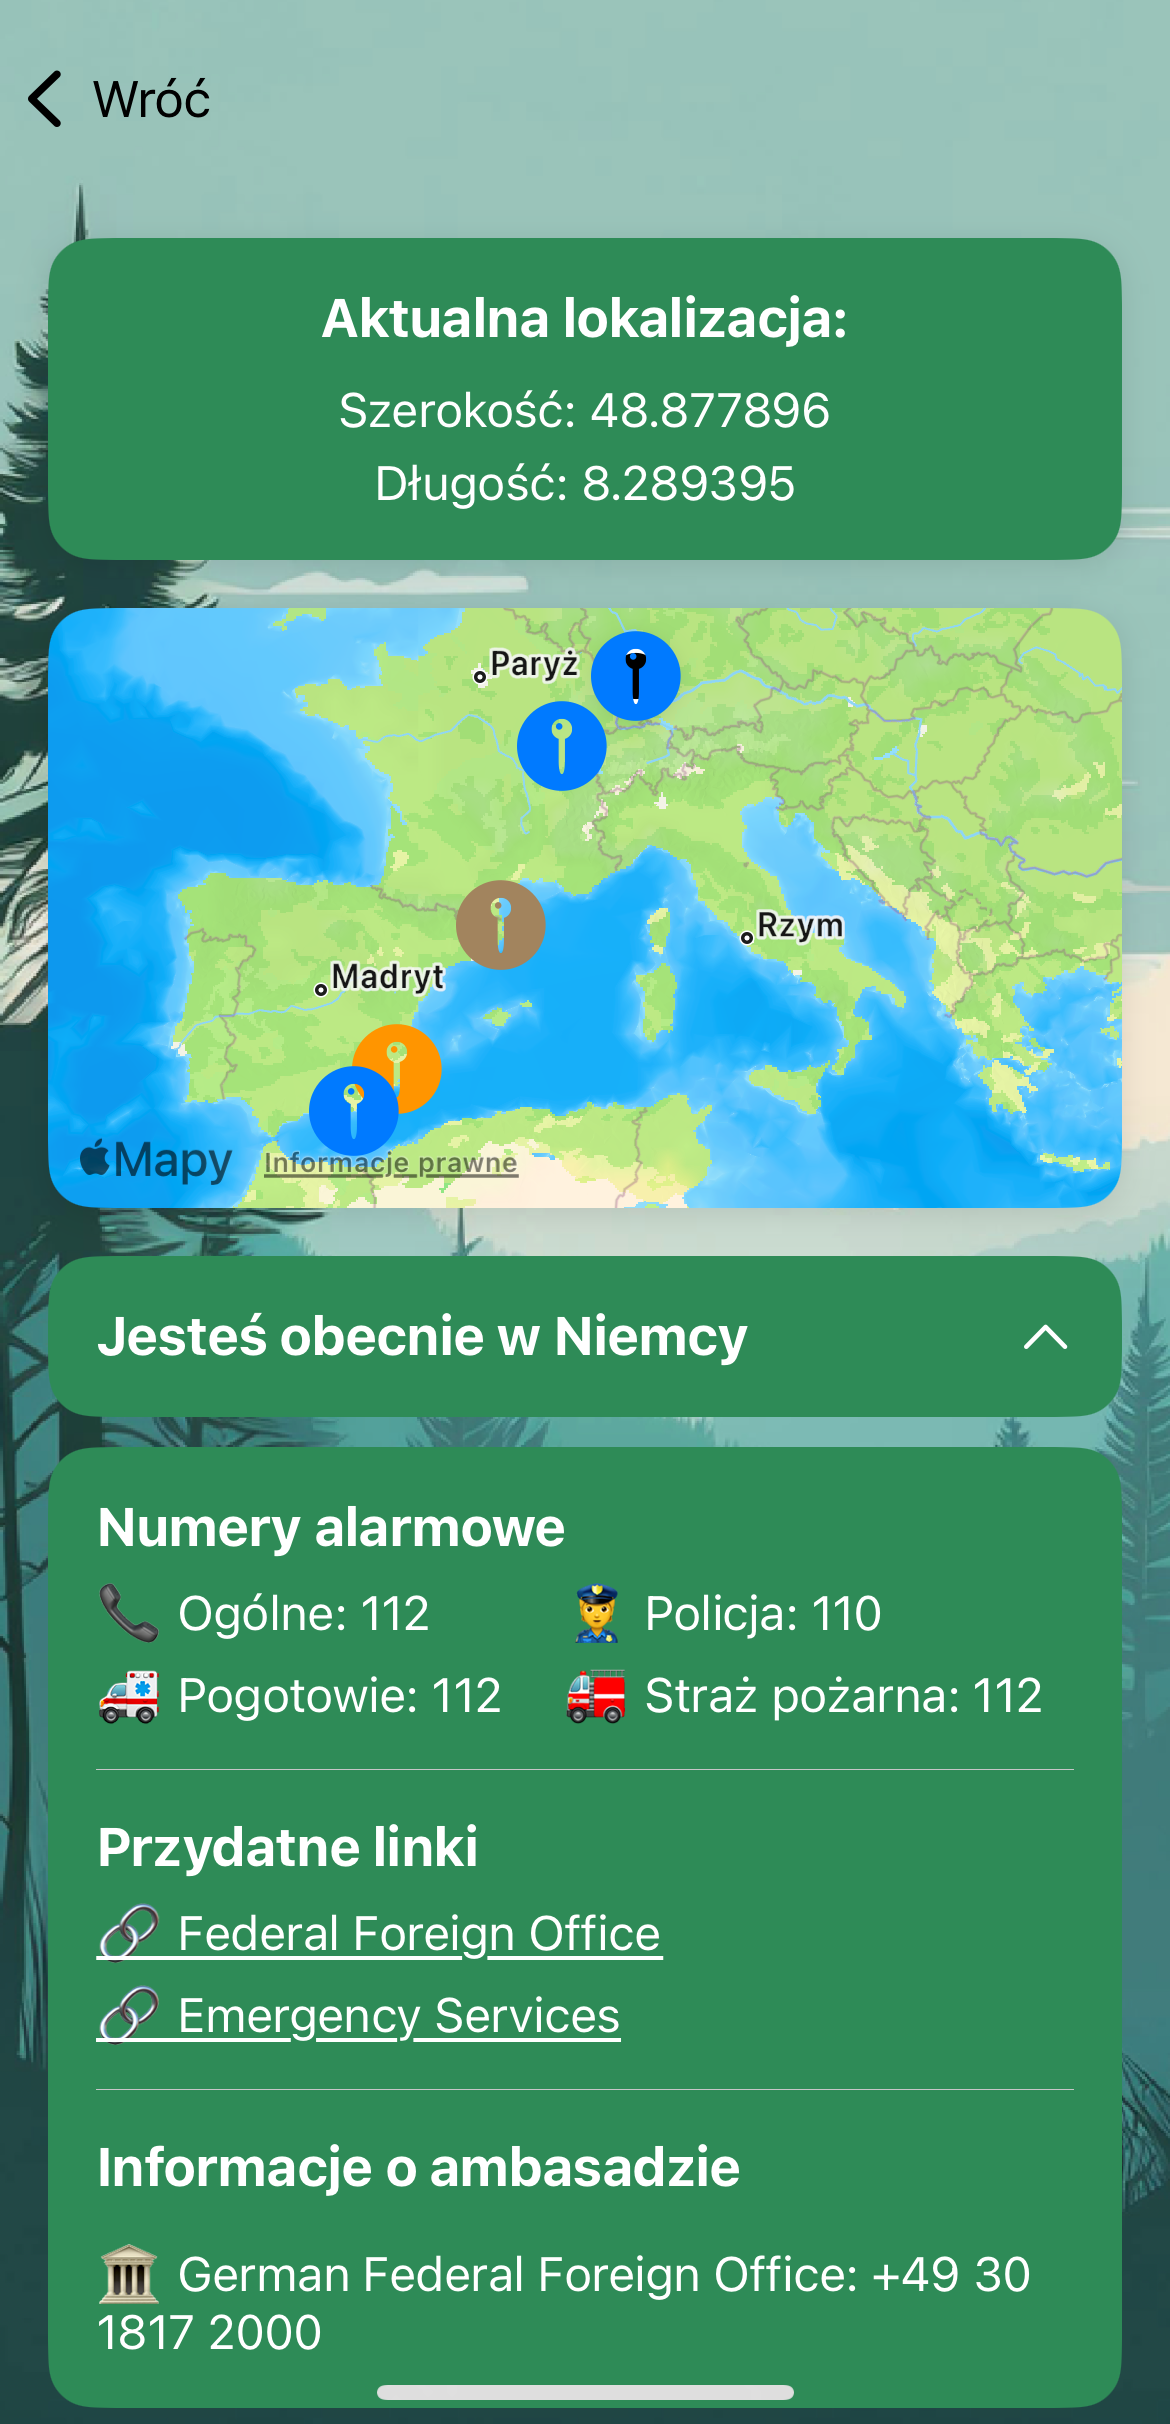 Wróć
Aktualna lokalizacja:
Szerokość: 48.877896
Długość: 8.289395
Paryż
Rzym
Madryt
Mapy
Informacje prawne
Jesteś obecnie w Niemcy
Numery alarmowe
Ogólne: 112
Policja: 110
Pogotowie: 112
Straż pożarna: 112
Przydatne linki
Federal Foreign Office
Emergency Services
Informacje o ambasadzie
German Federal Foreign Office: +49 30
1817 2000